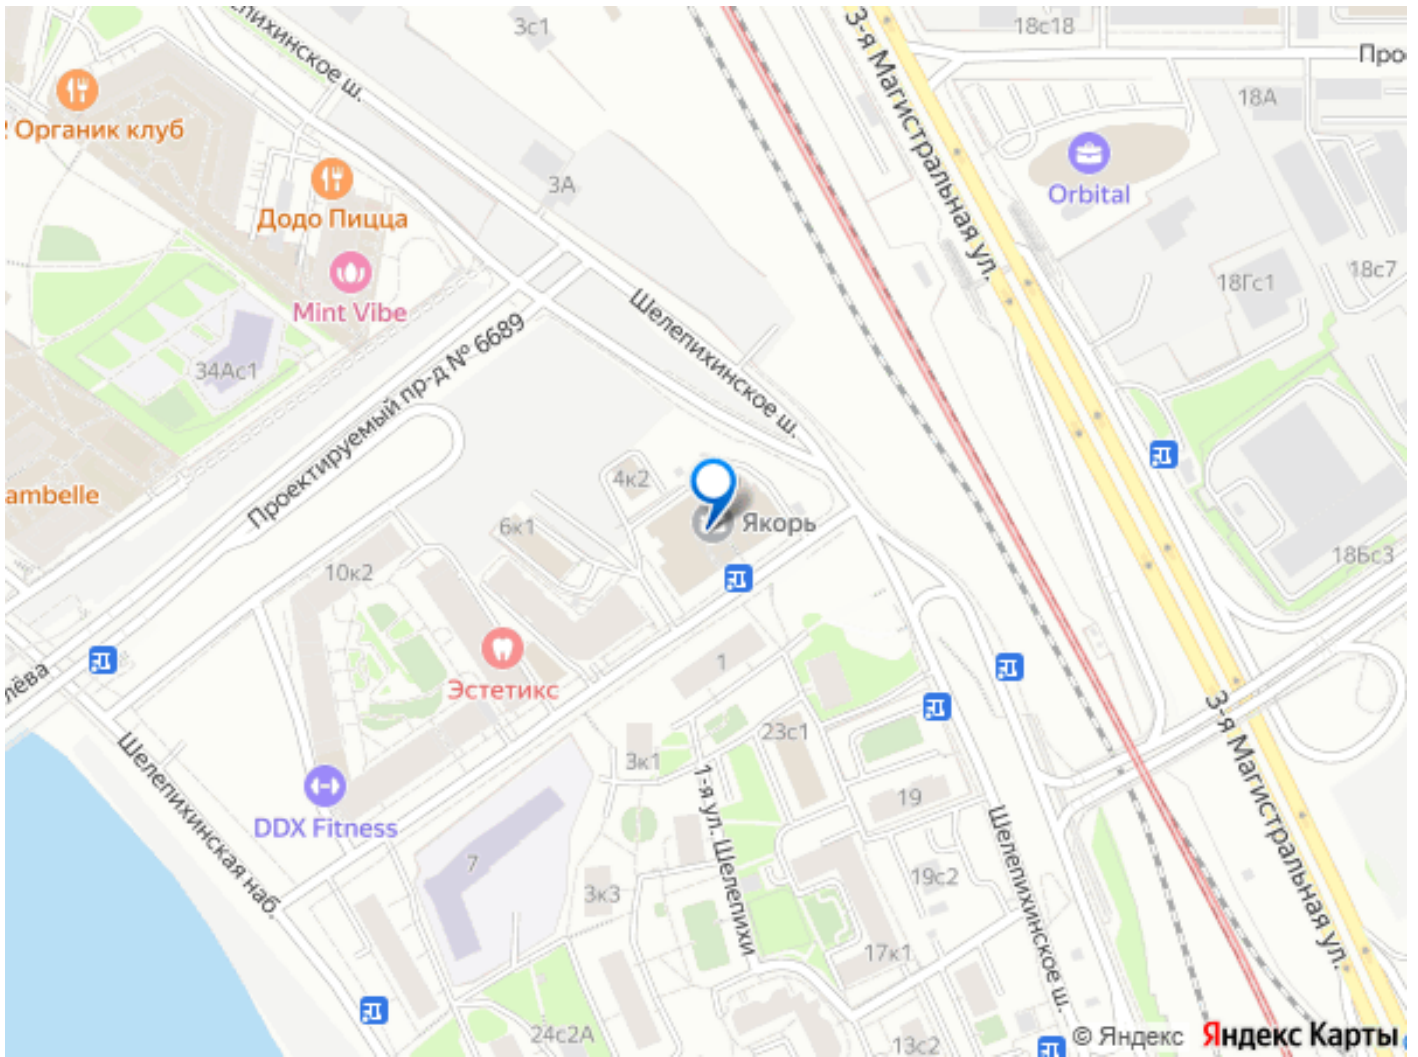 Шелепихинское ш.
3с1
3-я Магистральная ул.
18с18
18А
Органик клуб
3А
Orbital
Додо Пицца
Mint Vibe
18Гс1
18с7
34Ас1
Проектируемый пр-д № 6689
Шелепихинское ш.
ambelle
4к2
6к1
Якорь
18Бс3
10к2
Эстетикс
1
3-я Магистральная ул.
23с1
3к1
DDX Fitness
Шелепихинская наб.
1-я ул. Шелепихи
19
7
3к3
19с2
Шелепихинское ш.
17к1
24с2А
13с2
© Яндекс Яндекс Карты